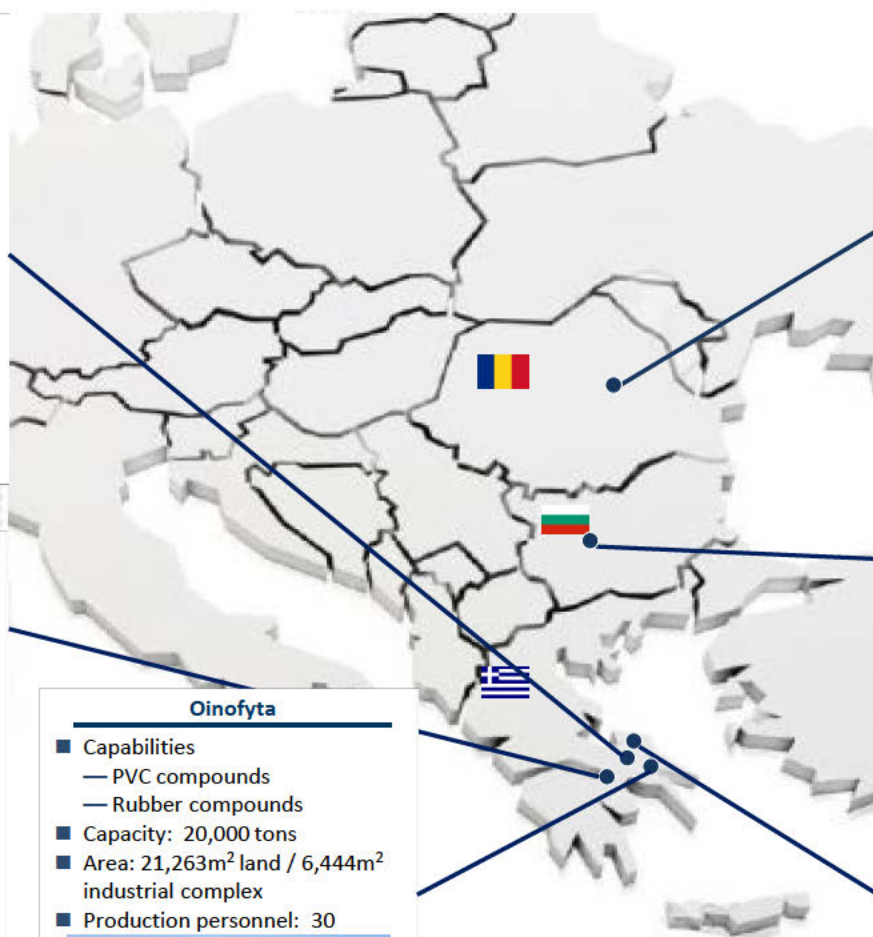 Oinofyta
■ Capabilities
— PVC compounds
— Rubber compounds
■ Capacity: 20,000 tons
■ Area: 21,263m² land / 6,444m²
industrial complex
■ Production personnel: 30